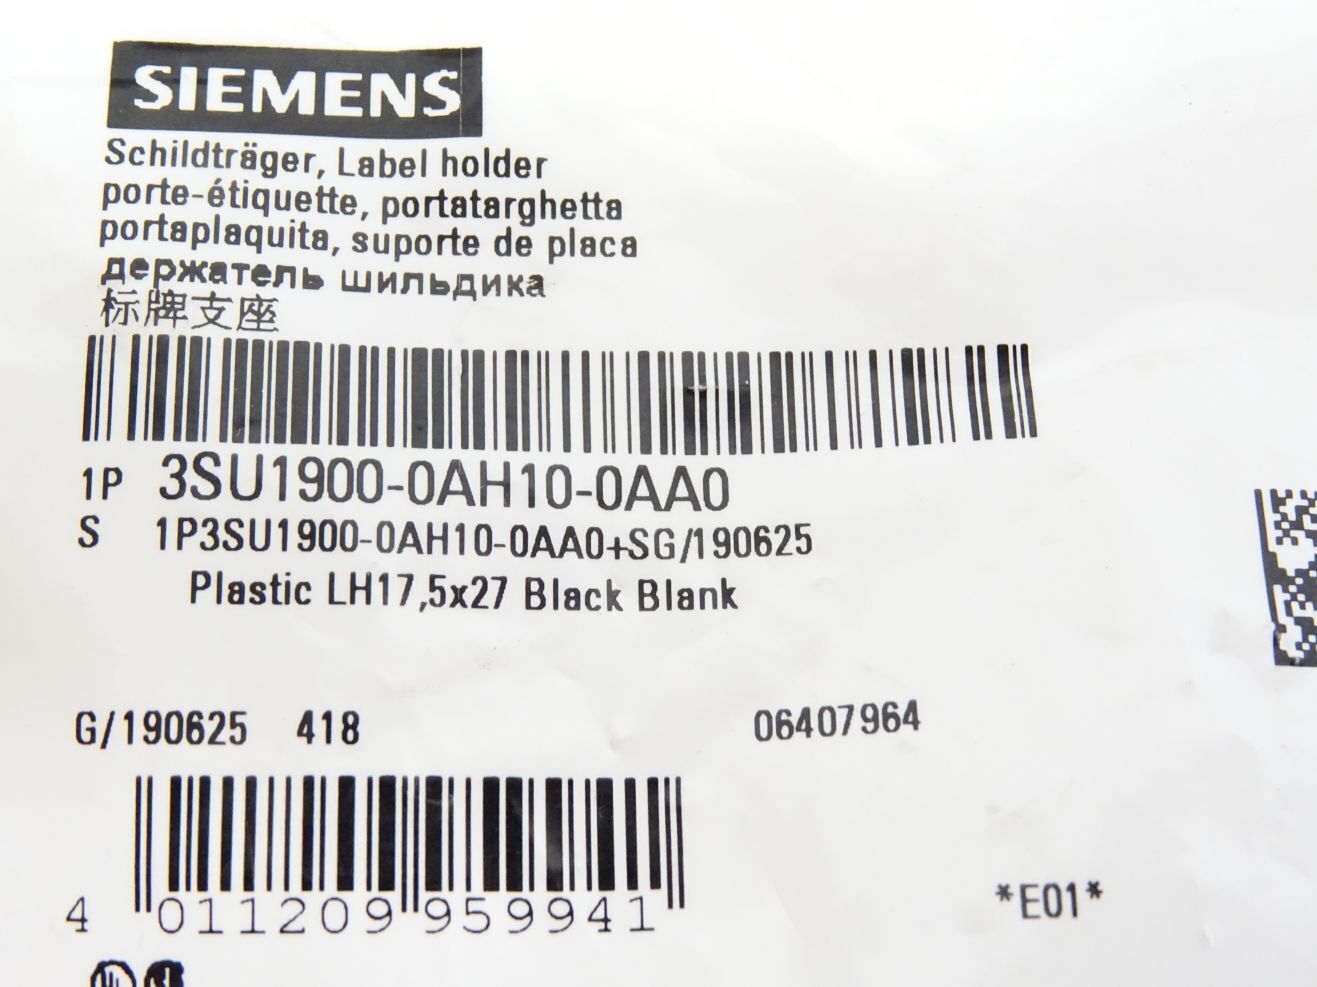 SIEMENS
Schildträger, Label holder
porte-étiquette, portatarghetta
portaplaquita, suporte de placa
держатель шильдика
标牌支座
1P 3SU1900-0AH10-0AA0
S 1P3SU1900-0AH10-0AA0+SG/190625
Plastic LH17,5x27 Black Blank
G/190625 418 06407964
4 011209 959941
*E01*